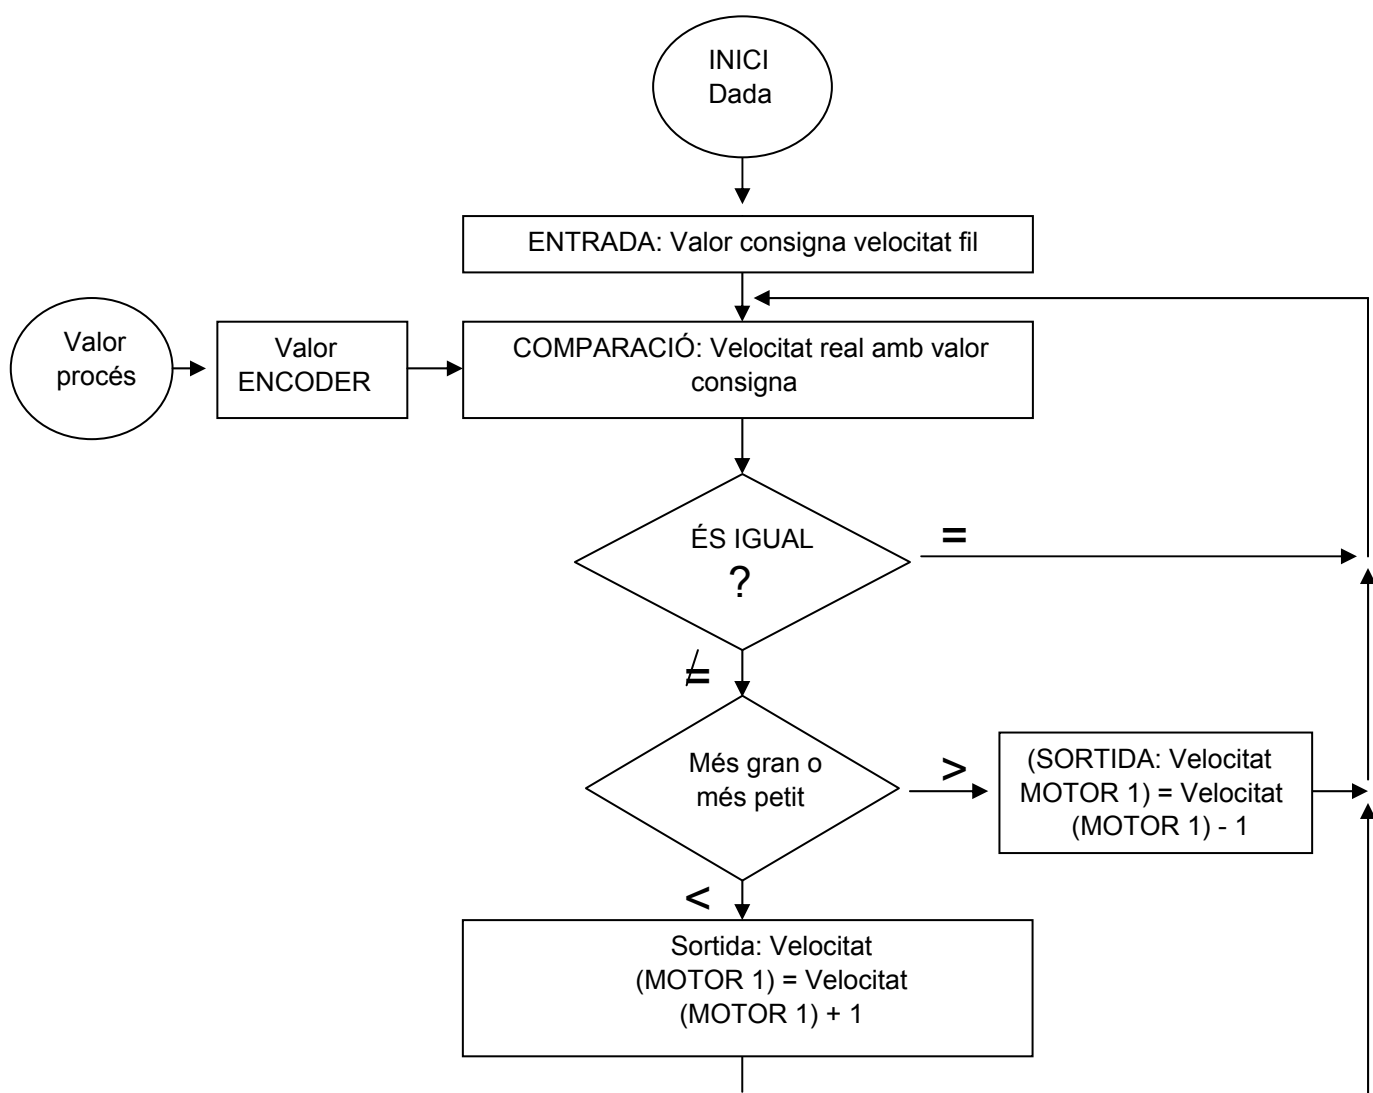 INICI
Dada
ENTRADA: Valor consigna velocitat fil
Valor
procés
Valor
ENCODER
COMPARACIÓ: Velocitat real amb valor
consigna
ÉS IGUAL
?
=
≠
Més gran o
més petit
>
(SORTIDA: Velocitat
MOTOR 1) = Velocitat
(MOTOR 1) - 1
<
Sortida: Velocitat
(MOTOR 1) = Velocitat
(MOTOR 1) + 1